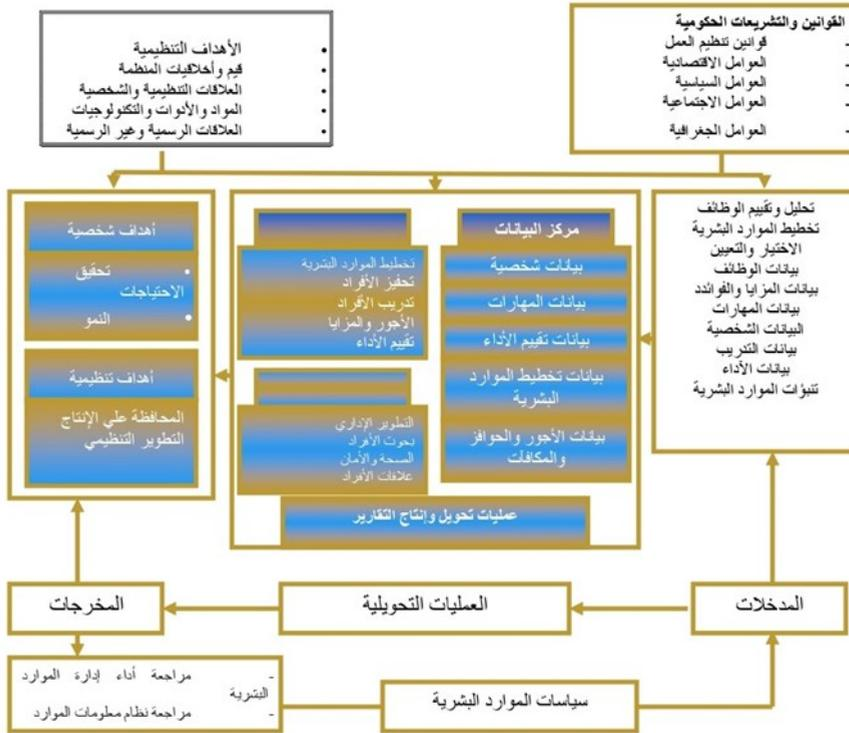 القوانين والتشريعات الحكومية
- قوانين تنظيم العمل
- العوامل الاقتصادية
- العوامل السياسية
- العوامل الاجتماعية
- العوامل الجغرافية
• الأهداف التنظيمية
• قيم وأخلاقيات المنظمة
• العلاقات التنظيمية والشخصية
• المواد والأدوات والتكنولوجيات
• العلاقات الرسمية وغير الرسمية
تحليل وتقييم الوظائف
تخطيط الموارد البشرية
الاختيار والتعيين
بيانات الوظائف
بيانات المزايا والفوائدد
بيانات المهارات
البيانات الشخصية
بيانات التدريب
بيانات الأداء
تنبؤات الموارد البشرية
مركز البيانات
بيانات شخصية
بيانات المهارات
بيانات تقييم الأداء
بيانات تخطيط الموارد
البشرية
بيانات الأجور والحوافز
والمكافآت
تخطيط الموارد البشرية
تحفيز الأفراد
تدريب الأفراد
الأجور والمزايا
تقييم الأداء
التطوير الإداري
بحوث الأفراد
الصحة والأمان
علاقات الأفراد
عمليات تحويل وإنتاج التقارير
أهداف شخصية
• تحقيق
الاحتياجات
• النمو
أهداف تنظيمية
المحافظة علي الإنتاج
التطوير التنظيمي
المدخلات
العمليات التحويلية
المخرجات
- مراجعة أداء إدارة الموارد
البشرية
- مراجعة نظام معلومات الموارد
سياسات الموارد البشرية